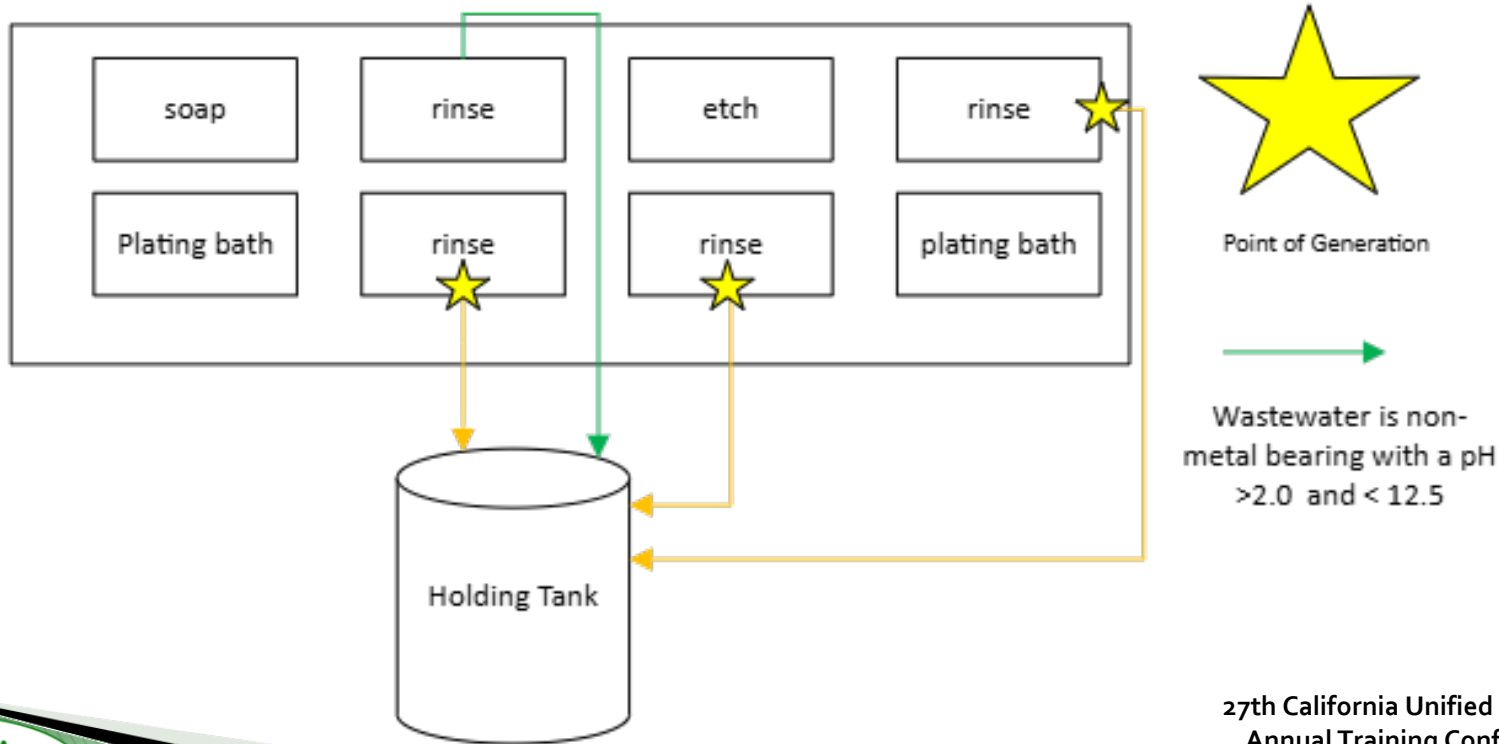 soap
rinse
etch
rinse
Plating bath
rinse
rinse
plating bath
Point of Generation
Wastewater is non-
metal bearing with a pH
>2.0 and < 12.5
Holding Tank
27th California Unified
Annual Training Conf